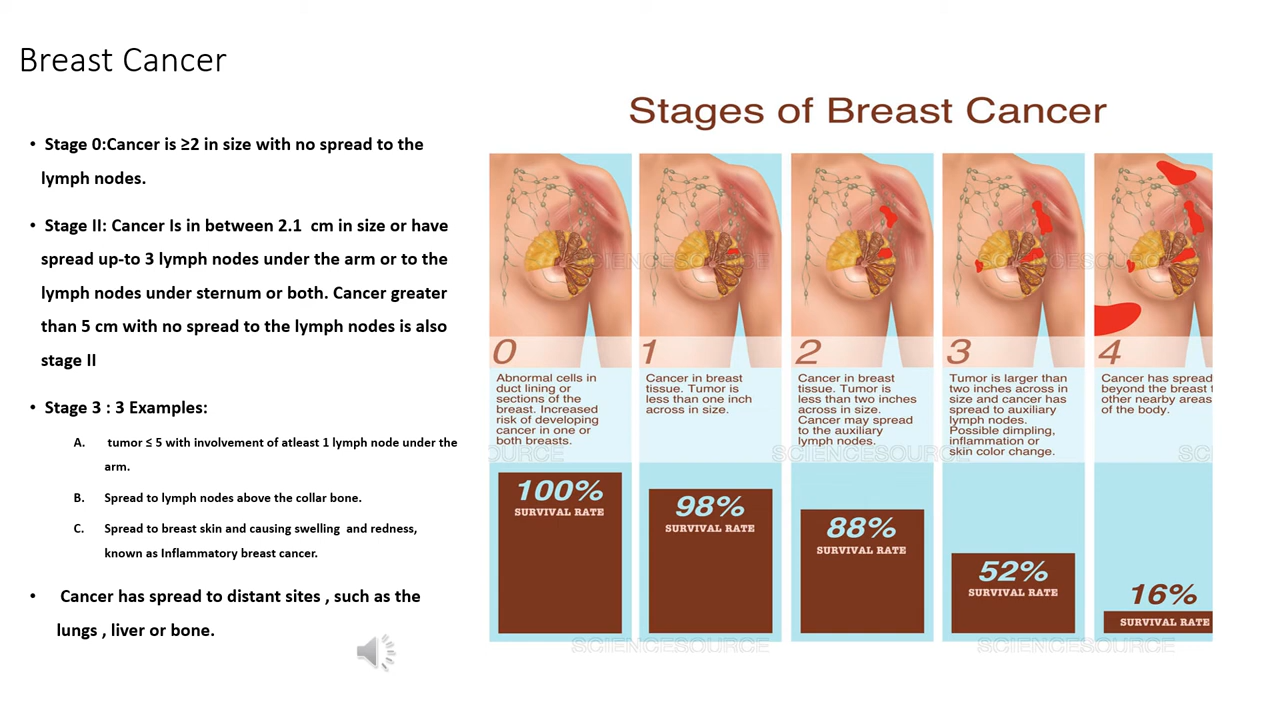 Breast Cancer
• Stage 0:Cancer is ≥2 in size with no spread to the
lymph nodes.
• Stage II: Cancer Is in between 2.1 cm in size or have
spread up-to 3 lymph nodes under the arm or to the
lymph nodes under sternum or both. Cancer greater
than 5 cm with no spread to the lymph nodes is also
stage II
• Stage 3 : 3 Examples:
A. tumor ≤ 5 with involvement of atleast 1 lymph node under the
arm.
B. Spread to lymph nodes above the collar bone.
C. Spread to breast skin and causing swelling and redness,
known as Inflammatory breast cancer.
• Cancer has spread to distant sites , such as the
lungs , liver or bone.
Stages of Breast Cancer
0
Abnormal cells in
duct lining or
sections of the
breast. Increased
risk of developing
cancer in one or
both breasts.
100%
SURVIVAL RATE
1
Cancer in breast
tissue. Tumor is
less than one inch
across in size.
98%
SURVIVAL RATE
2
Cancer in breast
tissue. Tumor is
less than two inches
across in size.
Cancer may spread
to the auxiliary
lymph nodes.
88%
SURVIVAL RATE
3
Tumor is larger than
two inches across in
size and cancer has
spread to auxiliary
lymph nodes.
Possible dimpling,
inflammation or
skin color change.
52%
SURVIVAL RATE
4
Cancer has spread
beyond the breast t
other nearby areas
of the body.
16%
SURVIVAL RATE
SCIENCESOURCE
SCIENCESOURCE
SCIENCESOURCE
SCIENCESOURCE